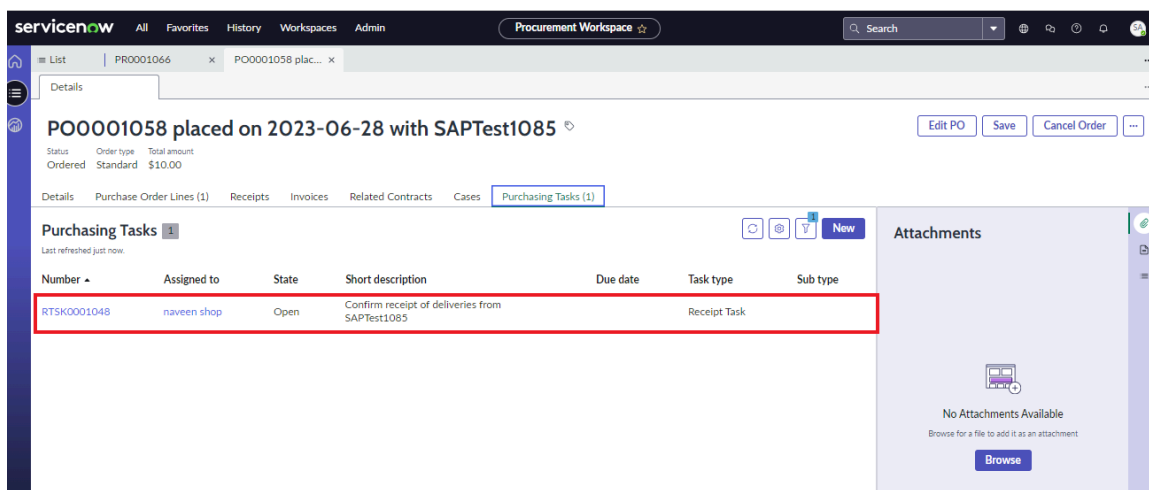 servicenow All Favorites History Workspaces Admin Procurement Workspace Search SA
List PR0001066 × PO0001058 plac... ×
Details
PO0001058 placed on 2023-06-28 with SAPTest1085
Edit PO Save Cancel Order ...
Status Order type Total amount
Ordered Standard $10.00
Details Purchase Order Lines (1) Receipts Invoices Related Contracts Cases Purchasing Tasks (1)
Purchasing Tasks 1
Last refreshed just now.
1
New
Number Assigned to State Short description Due date Task type Sub type
RTSK0001048 naveen shop Open Confirm receipt of deliveries from SAPTest1085 Receipt Task
Attachments
No Attachments Available
Browse for a file to add it as an attachment
Browse